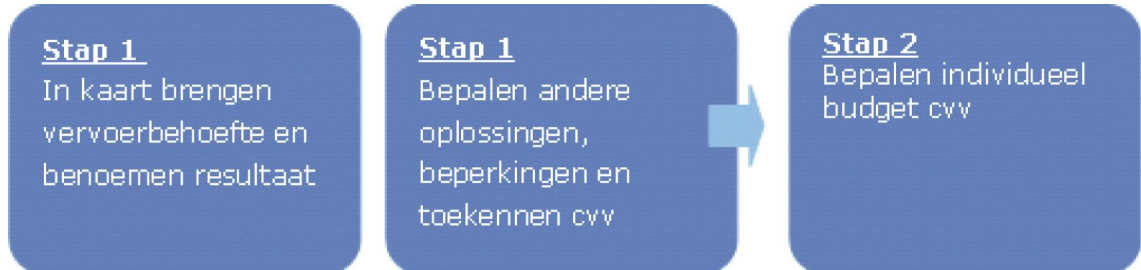 Stap 1
In kaart brengen
vervoerbehoefte en
benoemen resultaat
Stap 1
Bepalen andere
oplossingen,
beperkingen en
toekennen cvv
Stap 2
Bepalen individueel
budget cvv